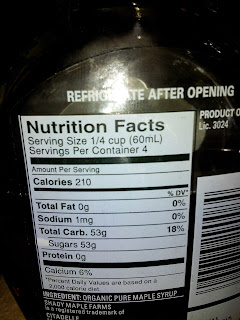 REFRIGERATE AFTER OPENING
PRODUCT O
Lic. 3024
Nutrition Facts
Serving Size 1/4 cup (60mL)
Servings Per Container 4
Amount Per Serving
Calories 210
% DV*
Total Fat 0g 0%
Sodium 1mg 0%
Total Carb. 53g 18%
Sugars 53g
Protein 0g
Calcium 6%
*Percent Daily Values are based on a
2,000 calorie diet.
INGREDIENT: ORGANIC PURE MAPLE SYRUP
SHADY MAPLE FARMS
is a registered trademark of
CITADELLE